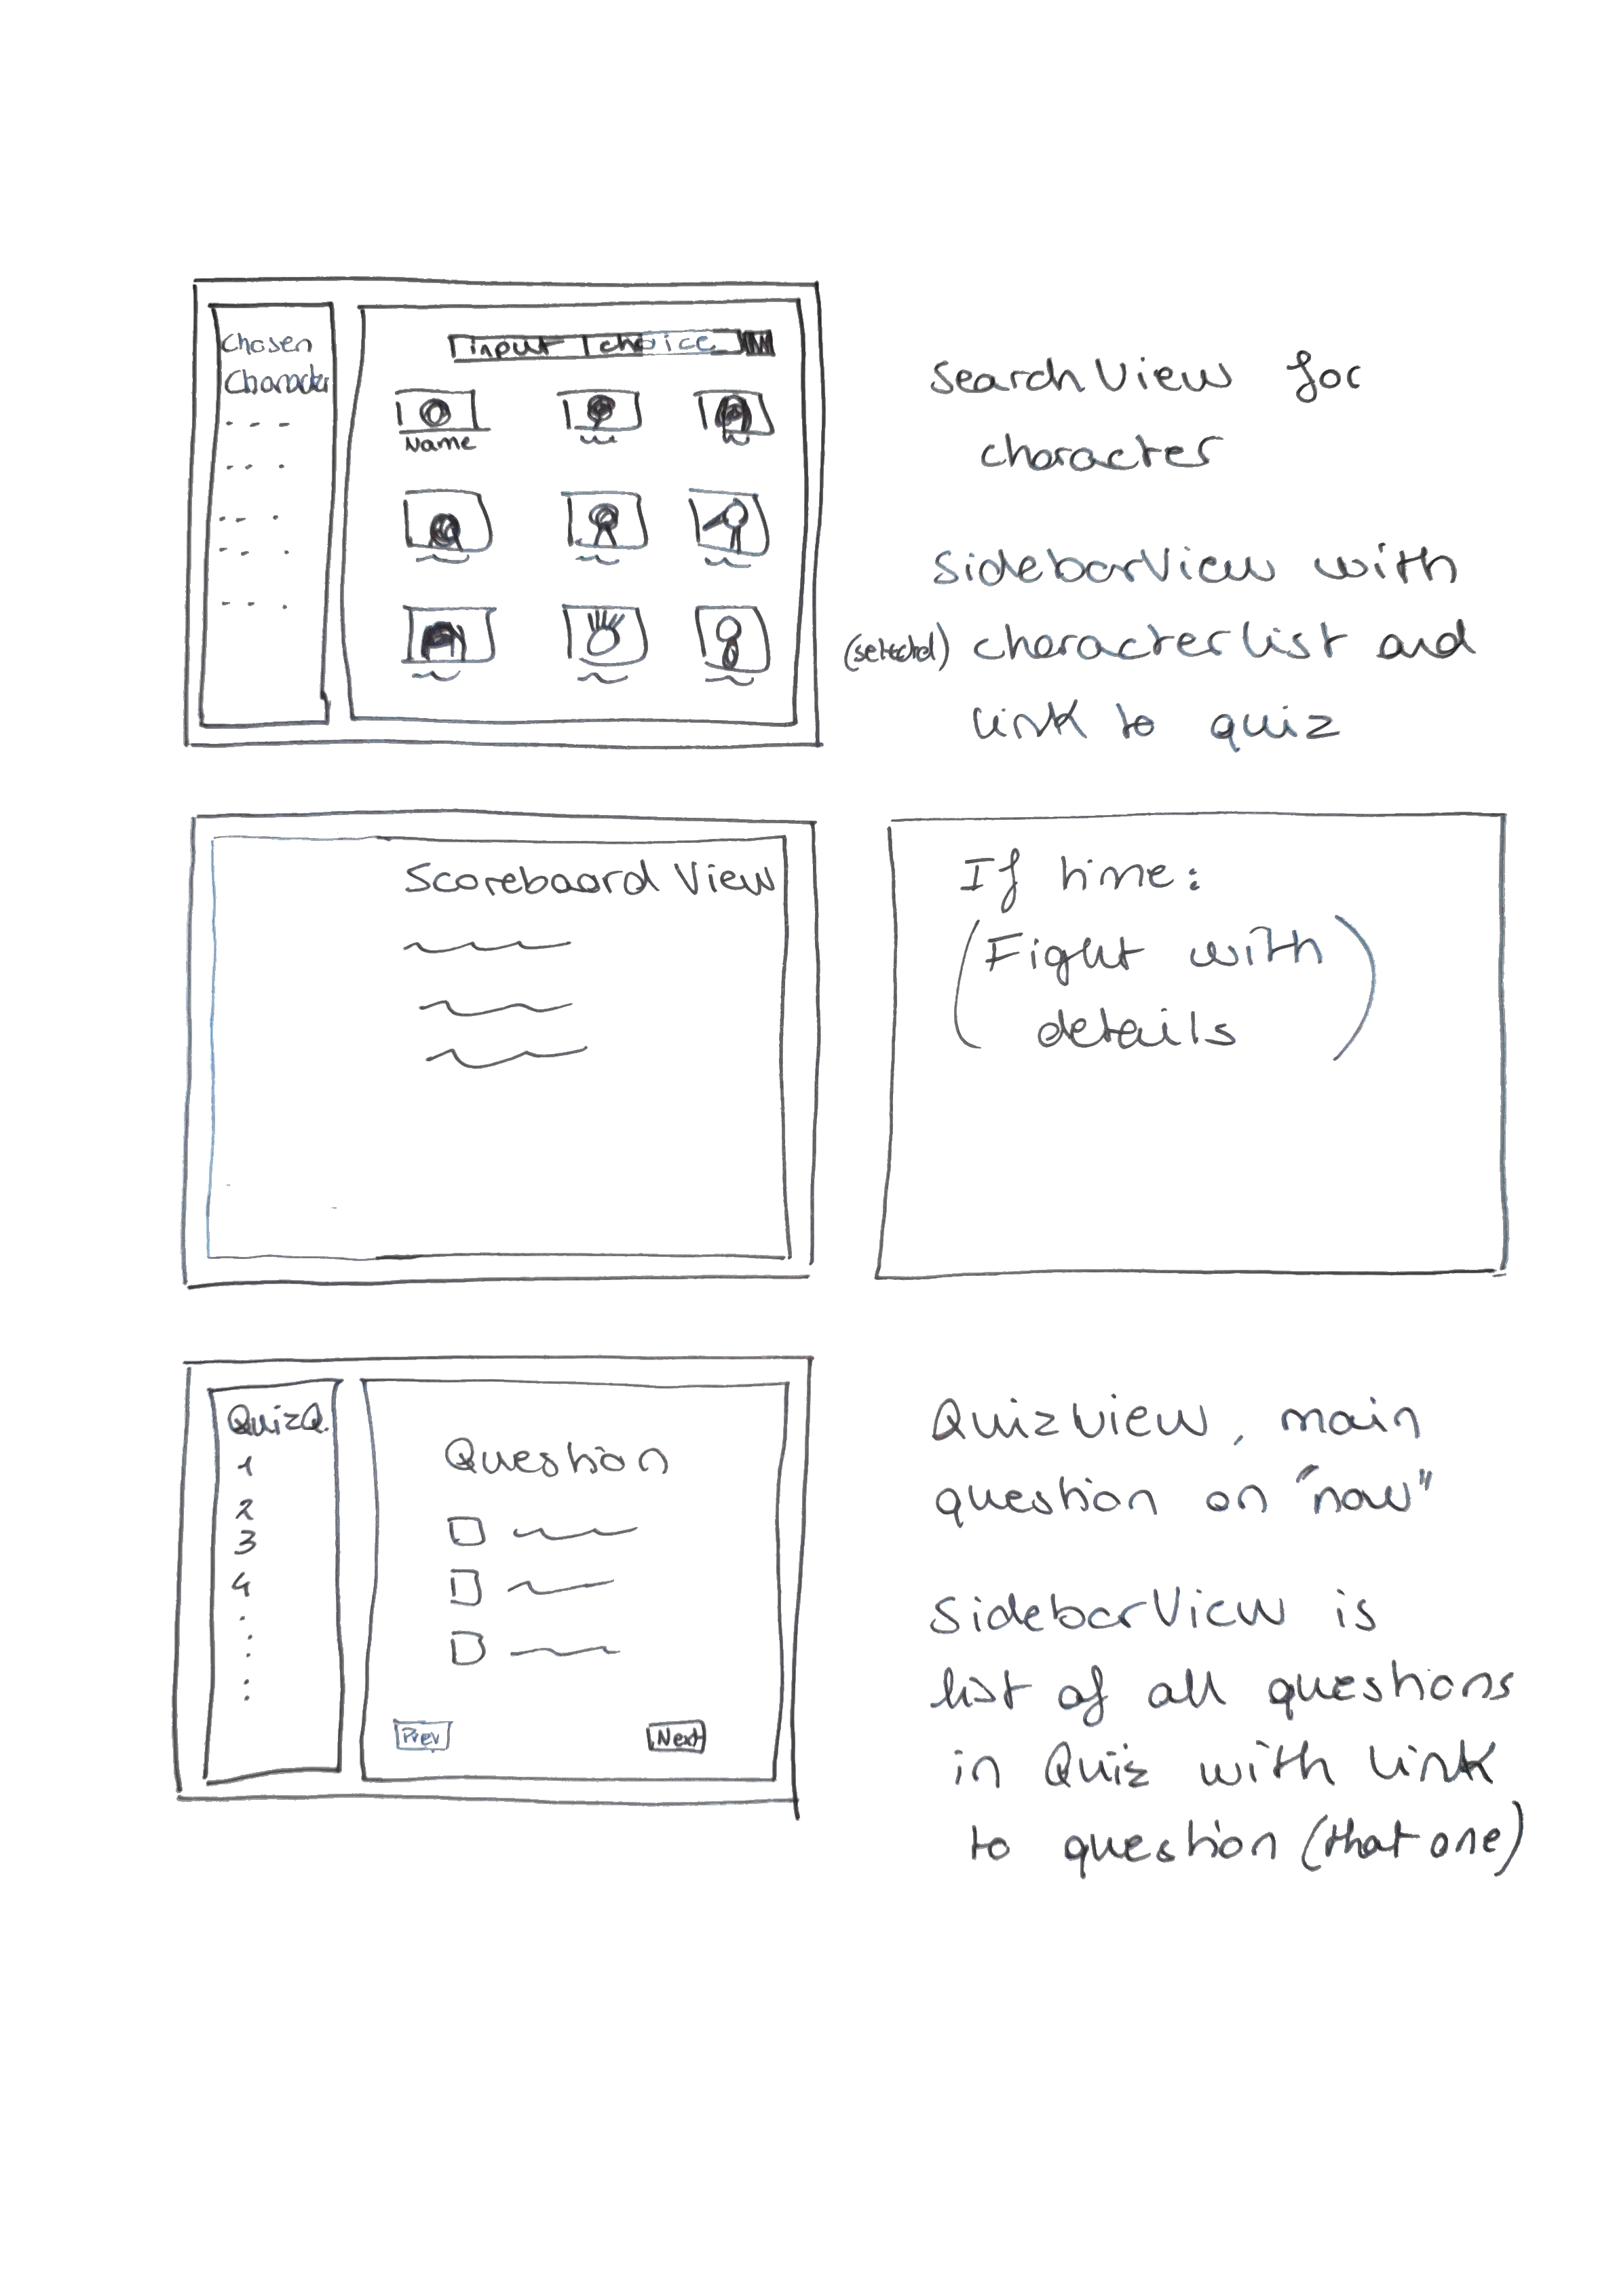 Chosen
Character
input choice
Name
searchView for
character
SidebarView with
(selected) characterlist and
link to quiz
Scoreboard View
If time:
(Fight with
details)
QuizQ.
1
2
3
4
Question
Prev
Next
QuizView, main
question on "now"
SidebarView is
list of all questions
in Quiz with link
to question (that one)